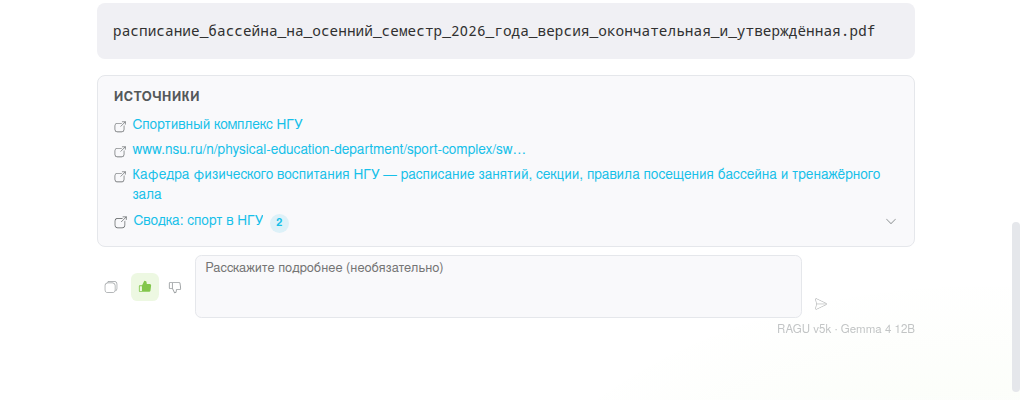 расписание_бассейна_на_осенний_семестр_2026_года_версия_окончательная_и_утверждённая.pdf
ИСТОЧНИКИ
Спортивный комплекс НГУ
www.nsu.ru/n/physical-education-department/sport-complex/sw…
Кафедра физического воспитания НГУ — расписание занятий, секции, правила посещения бассейна и тренажёрного
зала
Сводка: спорт в НГУ 2
Расскажите подробнее (необязательно)
RAGU v5k · Gemma 4 12B